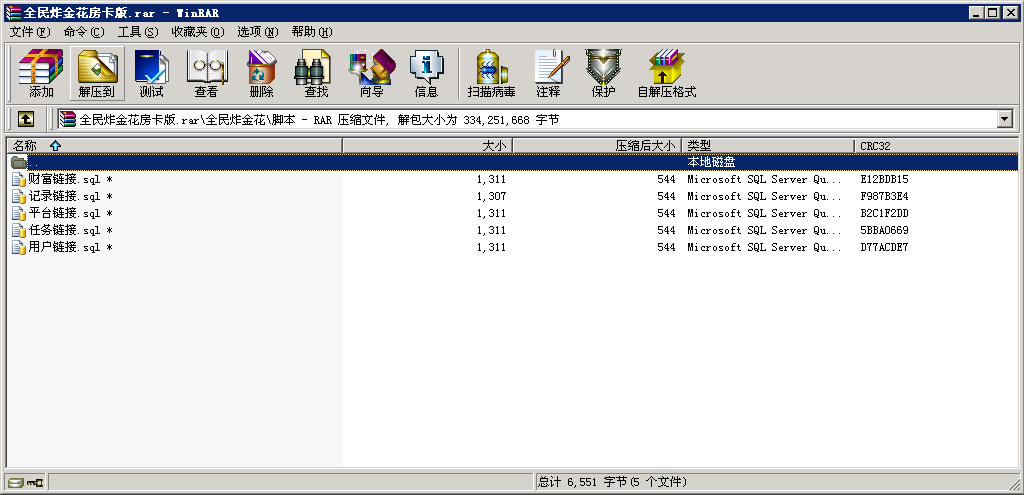 全民炸金花房卡版.rar - WinRAR
文件(F) 命令(C) 工具(S) 收藏夹(O) 选项(N) 帮助(H)
添加 解压到 测试 查看 删除 查找 向导 信息 扫描病毒 注释 保护 自解压格式
全民炸金花房卡版.rar\全民炸金花\脚本 - RAR 压缩文件, 解包大小为 334,251,668 字节
名称 大小 压缩后大小 类型 CRC32
.. 本地磁盘
财富链接.sql * 1,311 544 Microsoft SQL Server Qu... E12BDB15
记录链接.sql * 1,307 544 Microsoft SQL Server Qu... F987B3E4
平台链接.sql * 1,311 544 Microsoft SQL Server Qu... B2C1F2DD
任务链接.sql * 1,311 544 Microsoft SQL Server Qu... 5BBA0669
用户链接.sql * 1,311 544 Microsoft SQL Server Qu... D77ACDE7
总计 6,551 字节(5 个文件)